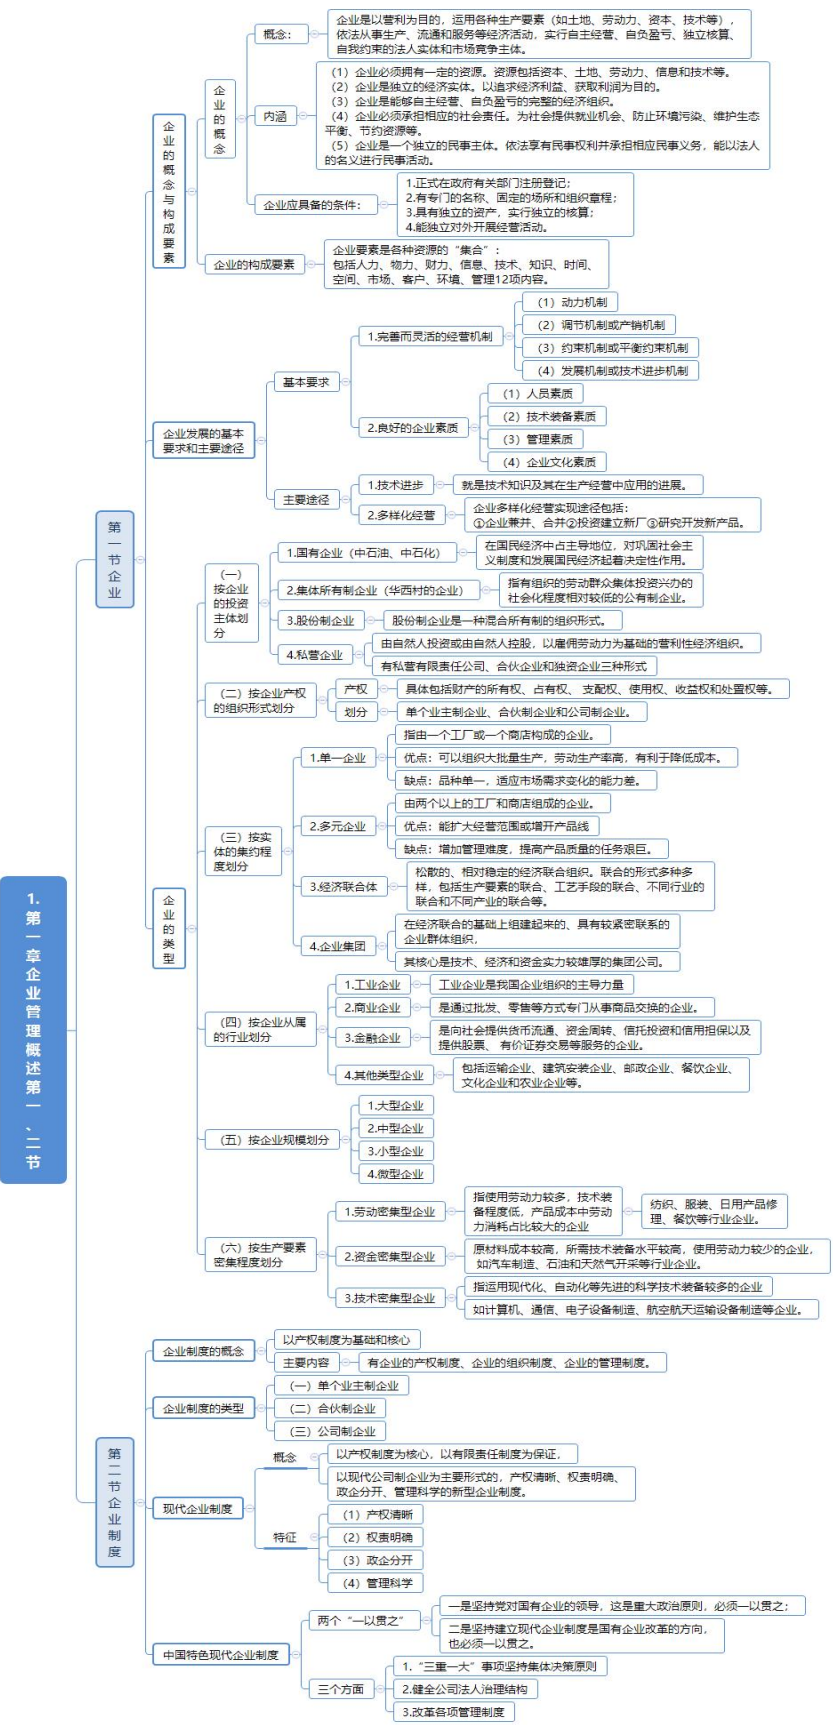 1.第一章企业管理概述第一、二节
第一节企业
企业的概念与构成要素
企业的概念
概念：
企业是以营利为目的，运用各种生产要素（如土地、劳动力、资本、技术等），
依法从事生产、流通和服务等经济活动，实行自主经营、自负盈亏、独立核算、
自我约束的法人实体和市场竞争主体。
内涵
（1）企业必须拥有一定的资源。资源包括资本、土地、劳动力、信息和技术等。
（2）企业是独立的经济实体。以追求经济利益、获取利润为目的。
（3）企业是能够自主经营、自负盈亏的完整的经济组织。
（4）企业必须承担相应的社会责任。为社会提供就业机会、防止环境污染、维护生态
平衡、节约资源等。
（5）企业是一个独立的民事主体。依法享有民事权利并承担相应民事义务，能以法人
的名义进行民事活动。
企业应具备的条件：
1.正式在政府有关部门注册登记；
2.有专门的名称、固定的场所和组织章程；
3.具有独立的资产，实行独立的核算；
4.能独立对外开展经营活动。
企业的构成要素
企业要素是各种资源的“集合”：
包括人力、物力、财力、信息、技术、知识、时间、
空间、市场、客户、环境、管理12项内容。
企业发展的基本
要求和主要途径
基本要求
1.完善而灵活的经营机制
（1）动力机制
（2）调节机制或产销机制
（3）约束机制或平衡约束机制
（4）发展机制或技术进步机制
2.良好的企业素质
（1）人员素质
（2）技术装备素质
（3）管理素质
（4）企业文化素质
主要途径
1.技术进步
就是技术知识及其在生产经营中应用的进展。
2.多样化经营
企业多样化经营实现途径包括：
①企业兼并、合并②投资建立新厂③研究开发新产品。
企业的类型
（一）
按企业
的投资
主体划
分
1.国有企业（中石油、中石化）
在国民经济中占主导地位，对巩固社会主
义制度和发展国民经济起着决定性作用。
2.集体所有制企业（华西村的企业）
指有组织的劳动群众集体投资兴办的
社会化程度相对较低的公有制企业。
3.股份制企业
股份制企业是一种混合所有制的组织形式。
4.私营企业
由自然人投资或由自然人控股，以雇佣劳动力为基础的营利性经济组织。
有私营有限责任公司、合伙企业和独资企业三种形式
（二）按企业产权
的组织形式划分
产权
具体包括财产的所有权、占有权、 支配权、使用权、收益权和处置权等。
划分
单个业主制企业、合伙制企业和公司制企业。
（三）按实
体的集约程
度划分
1.单一企业
指由一个工厂或一个商店构成的企业。
优点：可以组织大批量生产，劳动生产率高，有利于降低成本。
缺点：品种单一，适应市场需求变化的能力差。
2.多元企业
由两个以上的工厂和商店组成的企业。
优点：能扩大经营范围或增开产品线
缺点：增加管理难度，提高产品质量的任务艰巨。
3.经济联合体
松散的、相对稳定的经济联合组织。联合的形式多种多
样，包括生产要素的联合、工艺手段的联合、不同行业的
联合和不同产业的联合等。
4.企业集团
在经济联合的基础上组建起来的、具有较紧密联系的
企业群体组织，
其核心是技术、经济和资金实力较雄厚的集团公司。
（四）按企业从属
的行业划分
1.工业企业
工业企业是我国企业组织的主导力量
2.商业企业
是通过批发、零售等方式专门从事商品交换的企业。
3.金融企业
是向社会提供货币流通、资金周转、信托投资和信用担保以及
提供股票、 有价证券交易等服务的企业。
4.其他类型企业
包括运输企业、建筑安装企业、邮政企业、餐饮企业、
文化企业和农业企业等。
（五）按企业规模划分
1.大型企业
2.中型企业
3.小型企业
4.微型企业
（六）按生产要素
密集程度划分
1.劳动密集型企业
指使用劳动力较多，技术装
备程度低，产品成本中劳动
力消耗占比较大的企业
纺织、服装、日用产品修
理、餐饮等行业企业。
2.资金密集型企业
原材料成本较高，所需技术装备水平较高，使用劳动力较少的企业，
如汽车制造、石油和天然气开采等行业企业。
3.技术密集型企业
指运用现代化、自动化等先进的科学技术装备较多的企业
如计算机、通信、电子设备制造、航空航天运输设备制造等企业。
第二节企业制度
企业制度的概念
以产权制度为基础和核心
主要内容
有企业的产权制度、企业的组织制度、企业的管理制度。
企业制度的类型
（一）单个业主制企业
（二）合伙制企业
（三）公司制企业
现代企业制度
概念
以产权制度为核心，以有限责任制度为保证，
以现代公司制企业为主要形式的，产权清晰、权责明确、
政企分开、管理科学的新型企业制度。
特征
（1）产权清晰
（2）权责明确
（3）政企分开
（4）管理科学
中国特色现代企业制度
两个“一以贯之”
一是坚持党对国有企业的领导，这是重大政治原则，必须一以贯之；
二是坚持建立现代企业制度是国有企业改革的方向，
也必须一以贯之。
三个方面
1.“三重一大”事项坚持集体决策原则
2.健全公司法人治理结构
3.改革各项管理制度